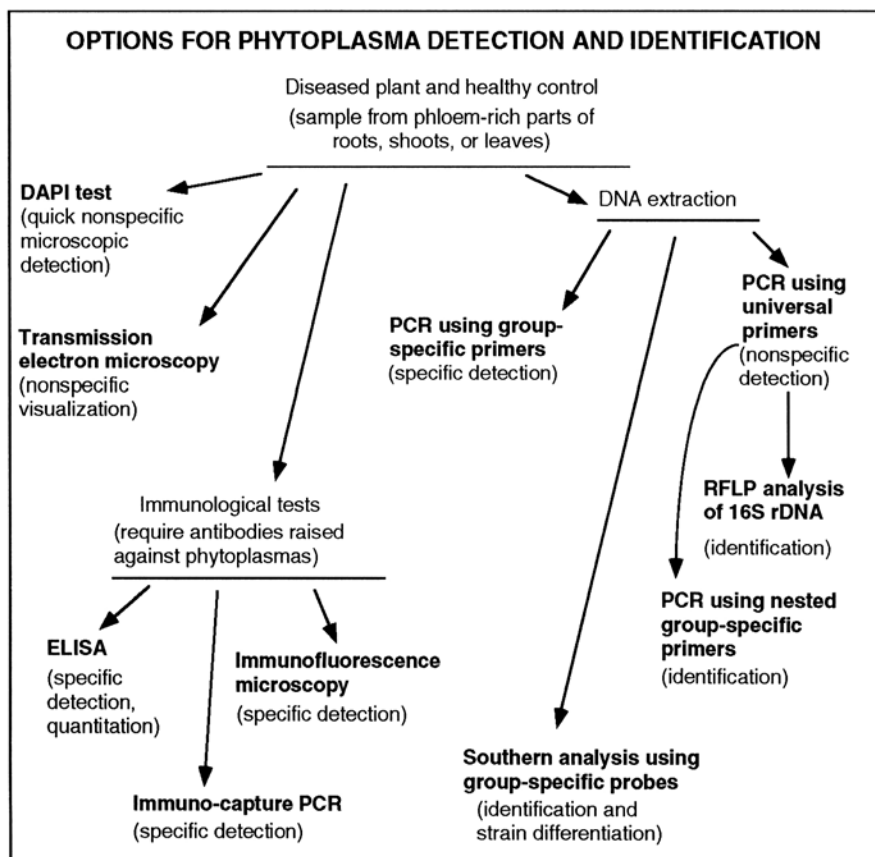 OPTIONS FOR PHYTOPLASMA DETECTION AND IDENTIFICATION
Diseased plant and healthy control
(sample from phloem-rich parts of
roots, shoots, or leaves)
DAPI test
(quick nonspecific
microscopic
detection)
Transmission
electron microscopy
(nonspecific
visualization)
Immunological tests
(require antibodies raised
against phytoplasmas)
ELISA
(specific
detection,
quantitation)
Immunofluorescence
microscopy
(specific detection)
Immuno-capture PCR
(specific detection)
DNA extraction
PCR using group-
specific primers
(specific detection)
PCR using
universal
primers
(nonspecific
detection)
RFLP analysis
of 16S rDNA
(identification)
PCR using nested
group-specific
primers
(identification)
Southern analysis using
group-specific probes
(identification and
strain differentiation)